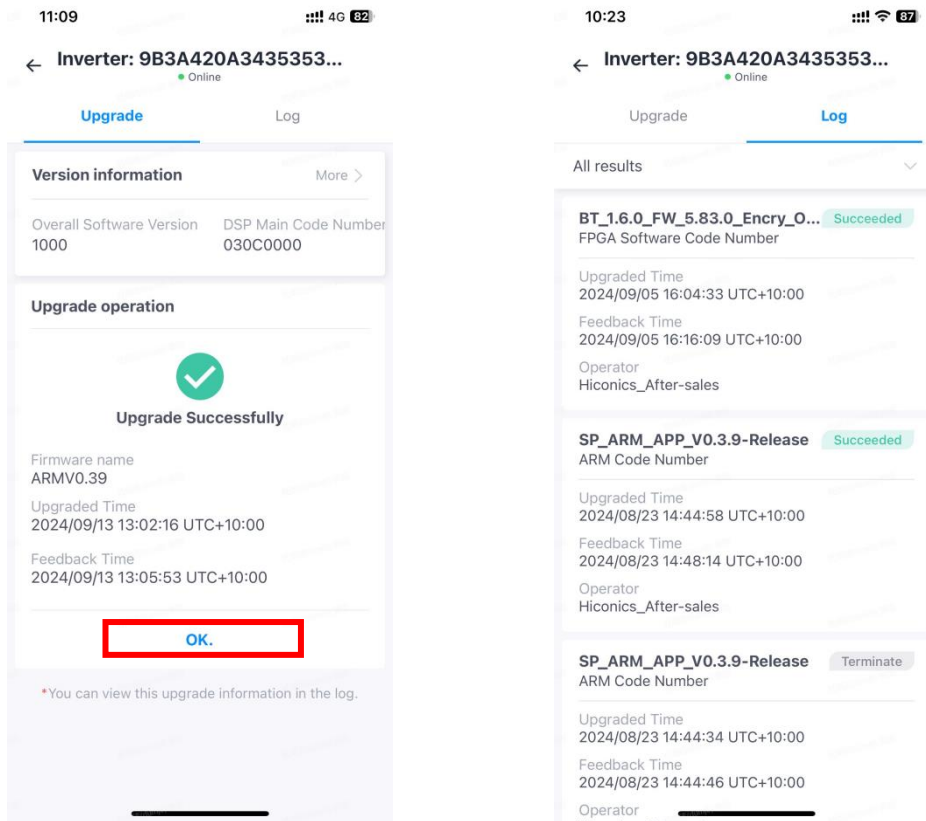 11:09
4G 82
Inverter: 9B3A420A3435353...
Online
Upgrade
Log
Version information
More
Overall Software Version
DSP Main Code Number
1000
030C0000
Upgrade operation
Upgrade Successfully
Firmware name
ARMV0.39
Upgraded Time
2024/09/13 13:02:16 UTC+10:00
Feedback Time
2024/09/13 13:05:53 UTC+10:00
OK.
*You can view this upgrade information in the log.
10:23
87
Inverter: 9B3A420A3435353...
Online
Upgrade
Log
All results
BT_1.6.0_FW_5.83.0_Encry_O...
Succeeded
FPGA Software Code Number
Upgraded Time
2024/09/05 16:04:33 UTC+10:00
Feedback Time
2024/09/05 16:16:09 UTC+10:00
Operator
Hiconics_After-sales
SP_ARM_APP_V0.3.9-Release
Succeeded
ARM Code Number
Upgraded Time
2024/08/23 14:44:58 UTC+10:00
Feedback Time
2024/08/23 14:48:14 UTC+10:00
Operator
Hiconics_After-sales
SP_ARM_APP_V0.3.9-Release
Terminate
ARM Code Number
Upgraded Time
2024/08/23 14:44:34 UTC+10:00
Feedback Time
2024/08/23 14:44:46 UTC+10:00
Operator